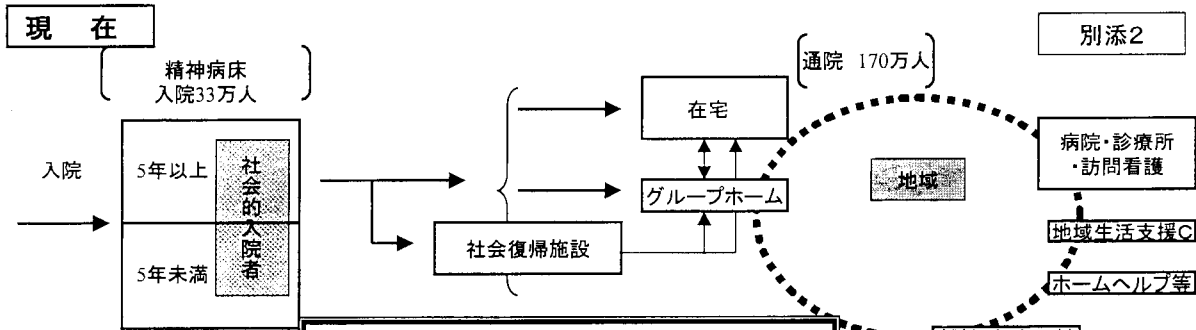 現 在
別添2
精神病床
入院33万人
通院 170万人
入院
5年以上
5年未満
社会的入院者
在宅
グループホーム
社会復帰施設
地域
病院・診療所
・訪問看護
地域生活支援C
ホームヘルプ等